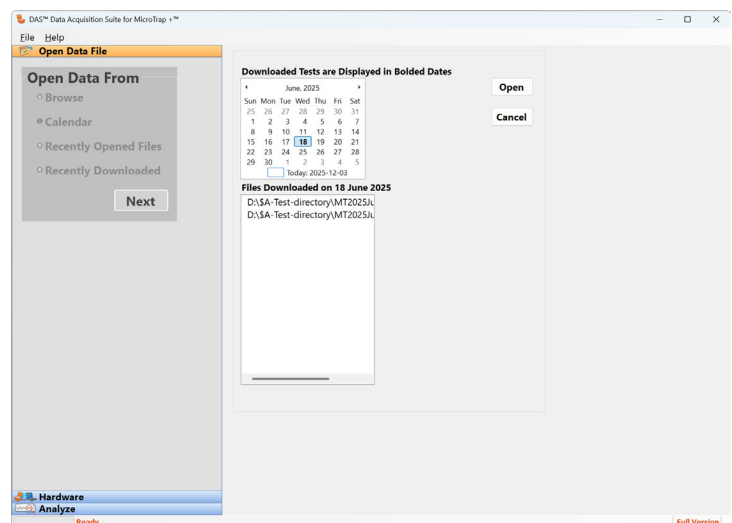 DAS™ Data Acquisition Suite for MicroTrap +™
File Help
Open Data File
Open Data From
Browse
Calendar
Recently Opened Files
Recently Downloaded
Next
Downloaded Tests are Displayed in Bolded Dates
June, 2025
Sun Mon Tue Wed Thu Fri Sat
25 26 27 28 29 30 31
1 2 3 4 5 6 7
8 9 10 11 12 13 14
15 16 17 18 19 20 21
22 23 24 25 26 27 28
29 30 1 2 3 4 5
Today: 2025-12-03
Open
Cancel
Files Downloaded on 18 June 2025
D:\$A-Test-directory\MT2025Ju
D:\$A-Test-directory\MT2025Ju
Hardware
Analyze
Ready
Full Version